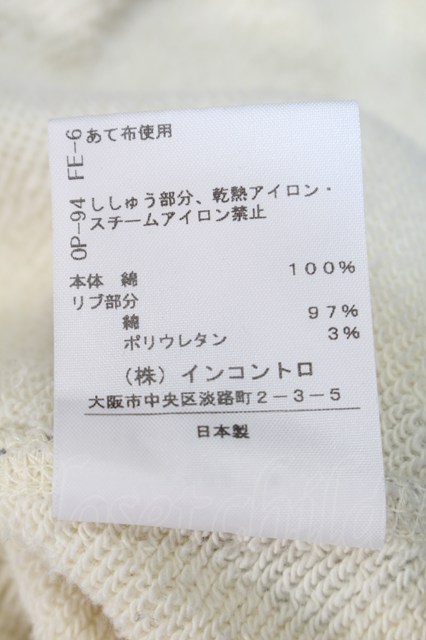 あて布使用
ししゅう部分、乾熱アイロン・
スチームアイロン禁止
本体 綿 100%
リブ部分
綿 97%
ポリウレタン 3%
(株)インコントロ
大阪市中央区淡路町2-3-5
日本製
OP-94 FE-6
closet child